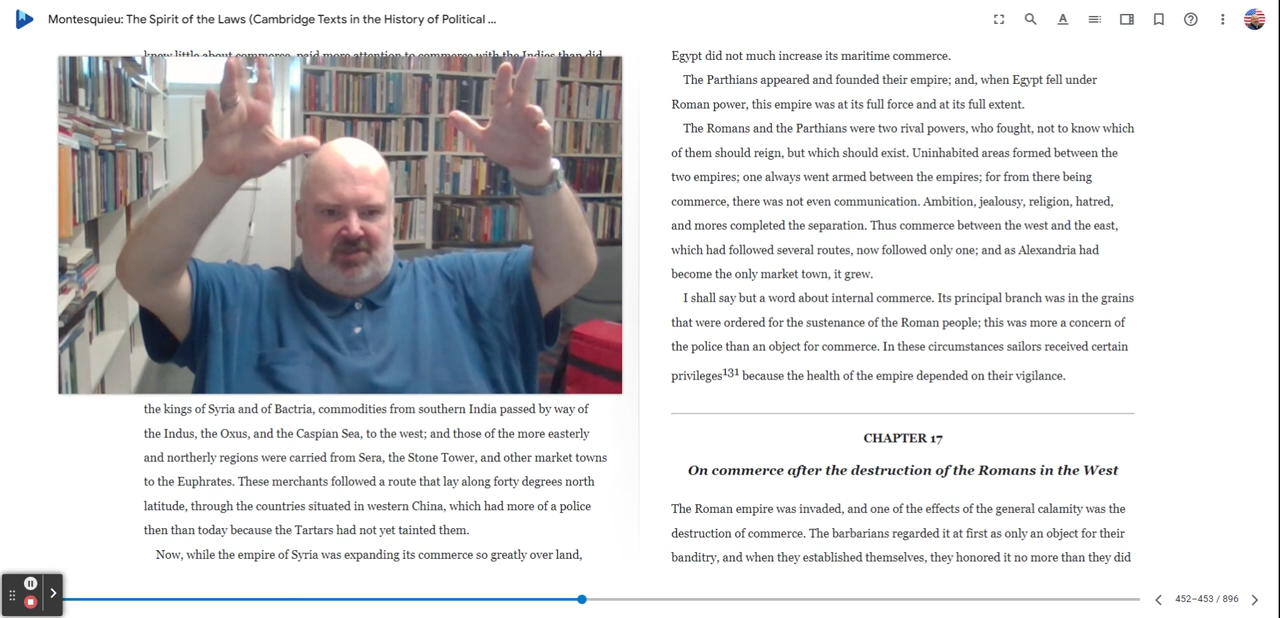 Montesquieu: The Spirit of the Laws (Cambridge Texts in the History of Political ...
knew little about commerce, paid more attention to commerce with the Indies than did
the kings of Syria and of Bactria, commodities from southern India passed by way of
the Indus, the Oxus, and the Caspian Sea, to the west; and those of the more easterly
and northerly regions were carried from Sera, the Stone Tower, and other market towns
to the Euphrates. These merchants followed a route that lay along forty degrees north
latitude, through the countries situated in western China, which had more of a police
then than today because the Tartars had not yet tainted them.
Now, while the empire of Syria was expanding its commerce so greatly over land,
Egypt did not much increase its maritime commerce.
The Parthians appeared and founded their empire; and, when Egypt fell under
Roman power, this empire was at its full force and at its full extent.
The Romans and the Parthians were two rival powers, who fought, not to know which
of them should reign, but which should exist. Uninhabited areas formed between the
two empires; one always went armed between the empires; for from there being
commerce, there was not even communication. Ambition, jealousy, religion, hatred,
and mores completed the separation. Thus commerce between the west and the east,
which had followed several routes, now followed only one; and as Alexandria had
become the only market town, it grew.
I shall say but a word about internal commerce. Its principal branch was in the grains
that were ordered for the sustenance of the Roman people; this was more a concern of
the police than an object for commerce. In these circumstances sailors received certain
privileges131 because the health of the empire depended on their vigilance.
CHAPTER 17
On commerce after the destruction of the Romans in the West
The Roman empire was invaded, and one of the effects of the general calamity was the
destruction of commerce. The barbarians regarded it at first as only an object for their
banditry, and when they established themselves, they honored it no more than they did
452-453 / 896